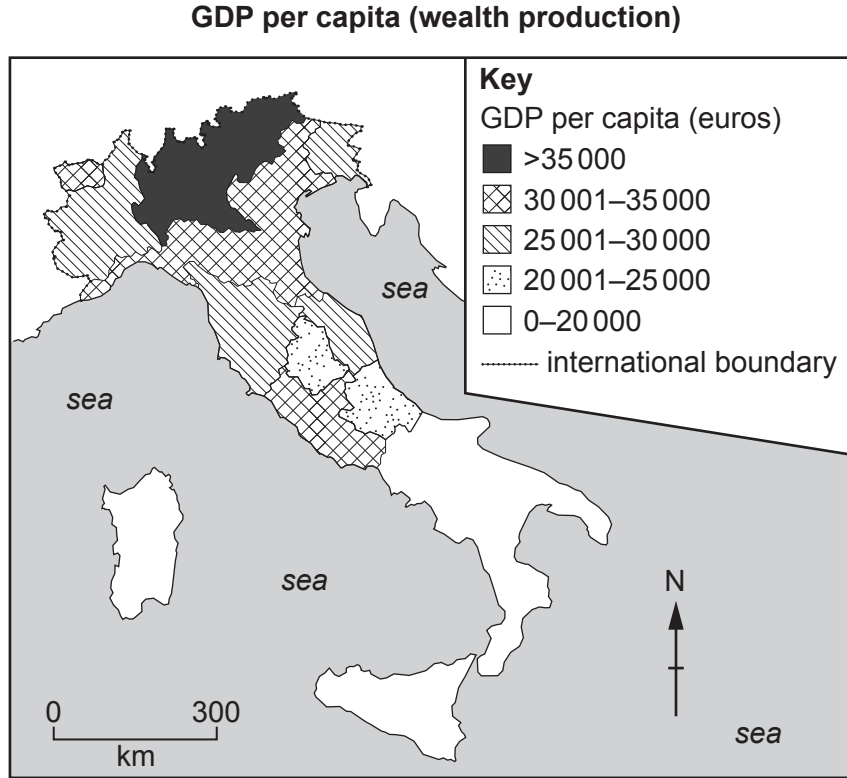 GDP per capita (wealth production)
Key
GDP per capita (euros)
>35 000
30 001–35 000
25 001–30 000
20 001–25 000
0–20 000
international boundary
sea
sea
sea
N
0 300
km
sea